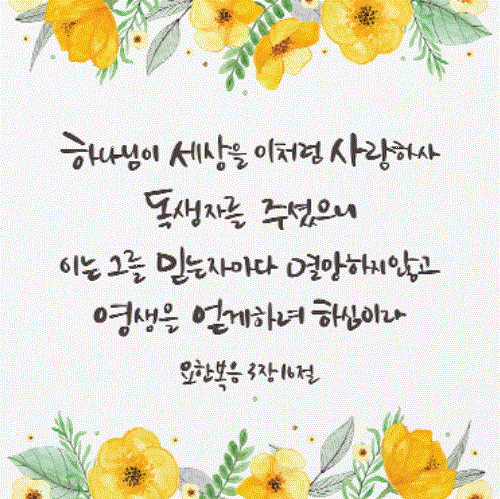 하나님이 세상을 이처럼 사랑하사
독생자를 주셨으니
이는 그를 믿는자마다 멸망하지않고
영생을 얻게하려 하심이라
요한복음 3장16절